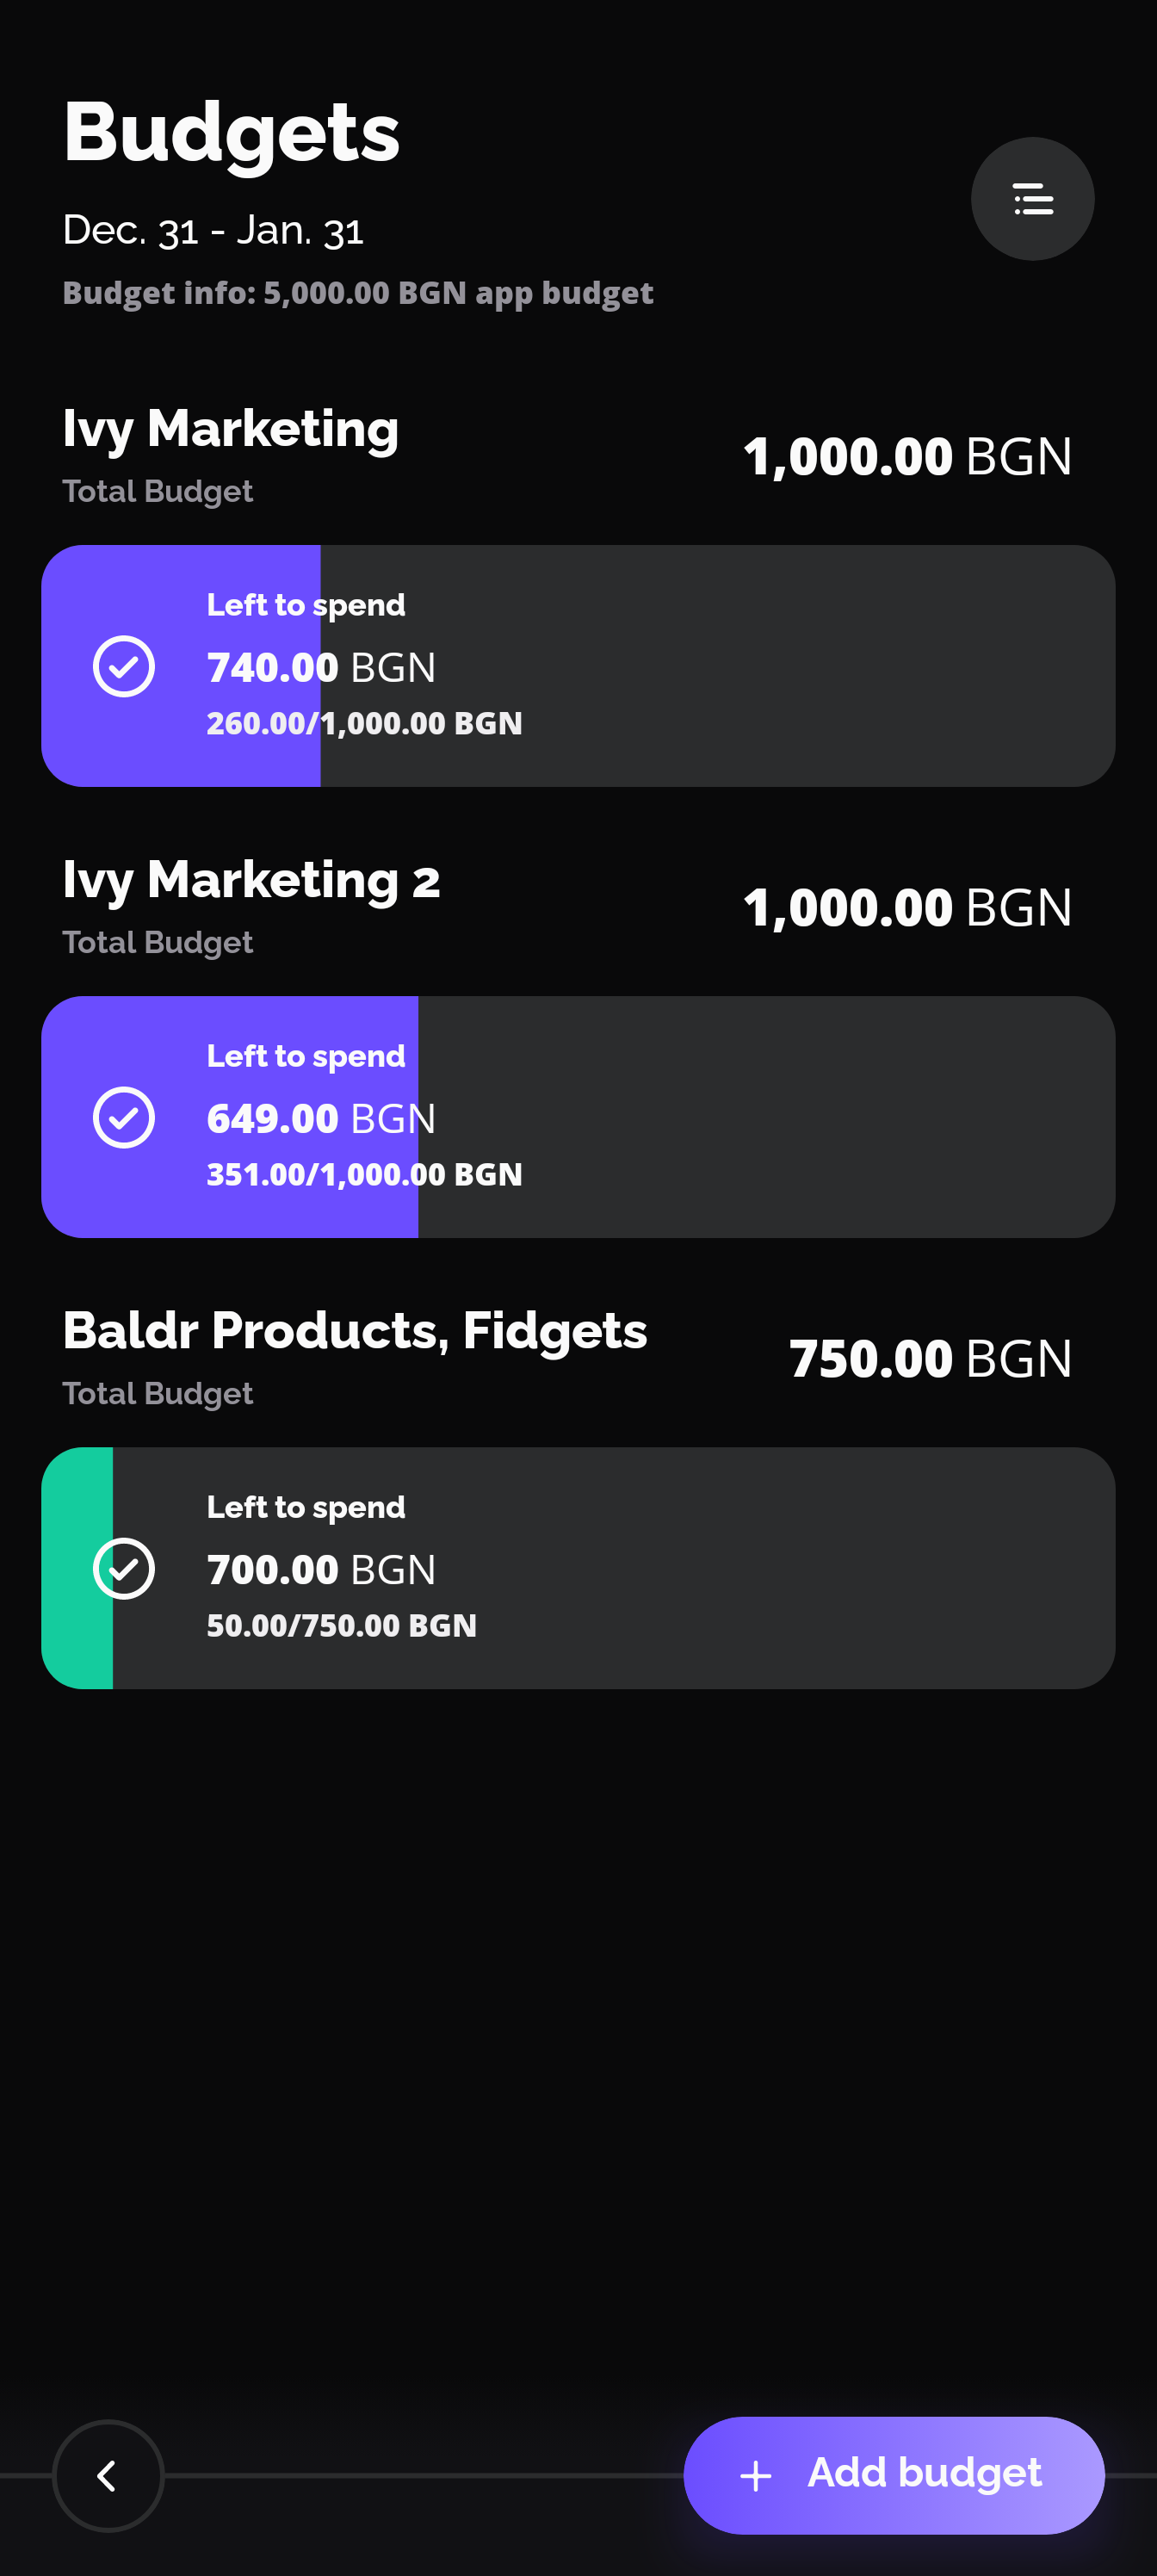 Budgets
Dec. 31 - Jan. 31
Budget info: 5,000.00 BGN app budget
Ivy Marketing
Total Budget
1,000.00 BGN
Left to spend
740.00 BGN
260.00/1,000.00 BGN
Ivy Marketing 2
Total Budget
1,000.00 BGN
Left to spend
649.00 BGN
351.00/1,000.00 BGN
Baldr Products, Fidgets
Total Budget
750.00 BGN
Left to spend
700.00 BGN
50.00/750.00 BGN
Add budget